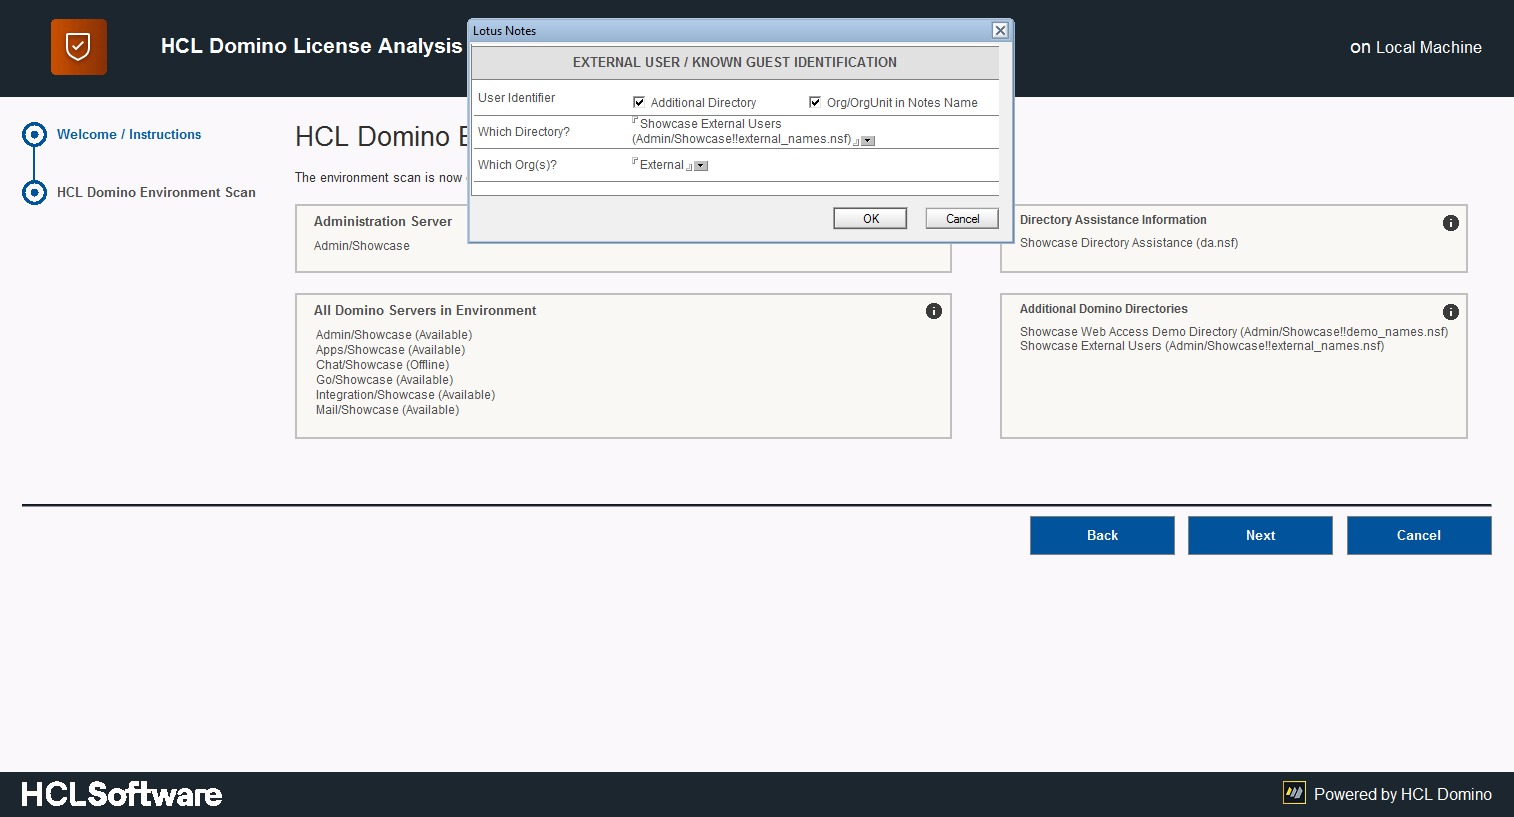 HCL Domino License Analysis
on Local Machine
Lotus Notes
EXTERNAL USER / KNOWN GUEST IDENTIFICATION
User Identifier
Additional Directory
Org/OrgUnit in Notes Name
Which Directory?
Showcase External Users
(Admin/Showcase!!external_names.nsf)
Which Org(s)?
External
OK
Cancel
Welcome / Instructions
HCL Domino Environment Scan
HCL Domino
The environment scan is now
Administration Server
Admin/Showcase
Directory Assistance Information
Showcase Directory Assistance (da.nsf)
All Domino Servers in Environment
Admin/Showcase (Available)
Apps/Showcase (Available)
Chat/Showcase (Offline)
Go/Showcase (Available)
Integration/Showcase (Available)
Mail/Showcase (Available)
Additional Domino Directories
Showcase Web Access Demo Directory (Admin/Showcase!!demo_names.nsf)
Showcase External Users (Admin/Showcase!!external_names.nsf)
Back
Next
Cancel
HCLSoftware
Powered by HCL Domino